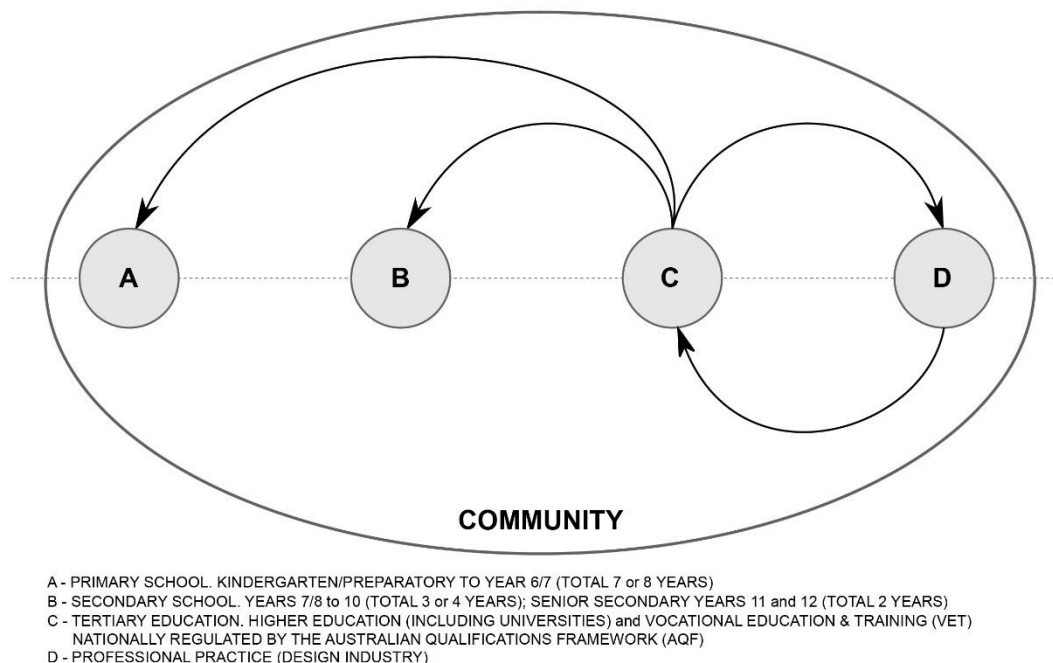 A B C D
COMMUNITY
A - PRIMARY SCHOOL. KINDERGARTEN/PREPARATORY TO YEAR 6/7 (TOTAL 7 or 8 YEARS)
B - SECONDARY SCHOOL. YEARS 7/8 to 10 (TOTAL 3 or 4 YEARS); SENIOR SECONDARY YEARS 11 and 12 (TOTAL 2 YEARS)
C - TERTIARY EDUCATION. HIGHER EDUCATION (INCLUDING UNIVERSITIES) and VOCATIONAL EDUCATION & TRAINING (VET)
NATIONALLY REGULATED BY THE AUSTRALIAN QUALIFICATIONS FRAMEWORK (AQF)
D - PROFESSIONAL PRACTICE (DESIGN INDUSTRY)